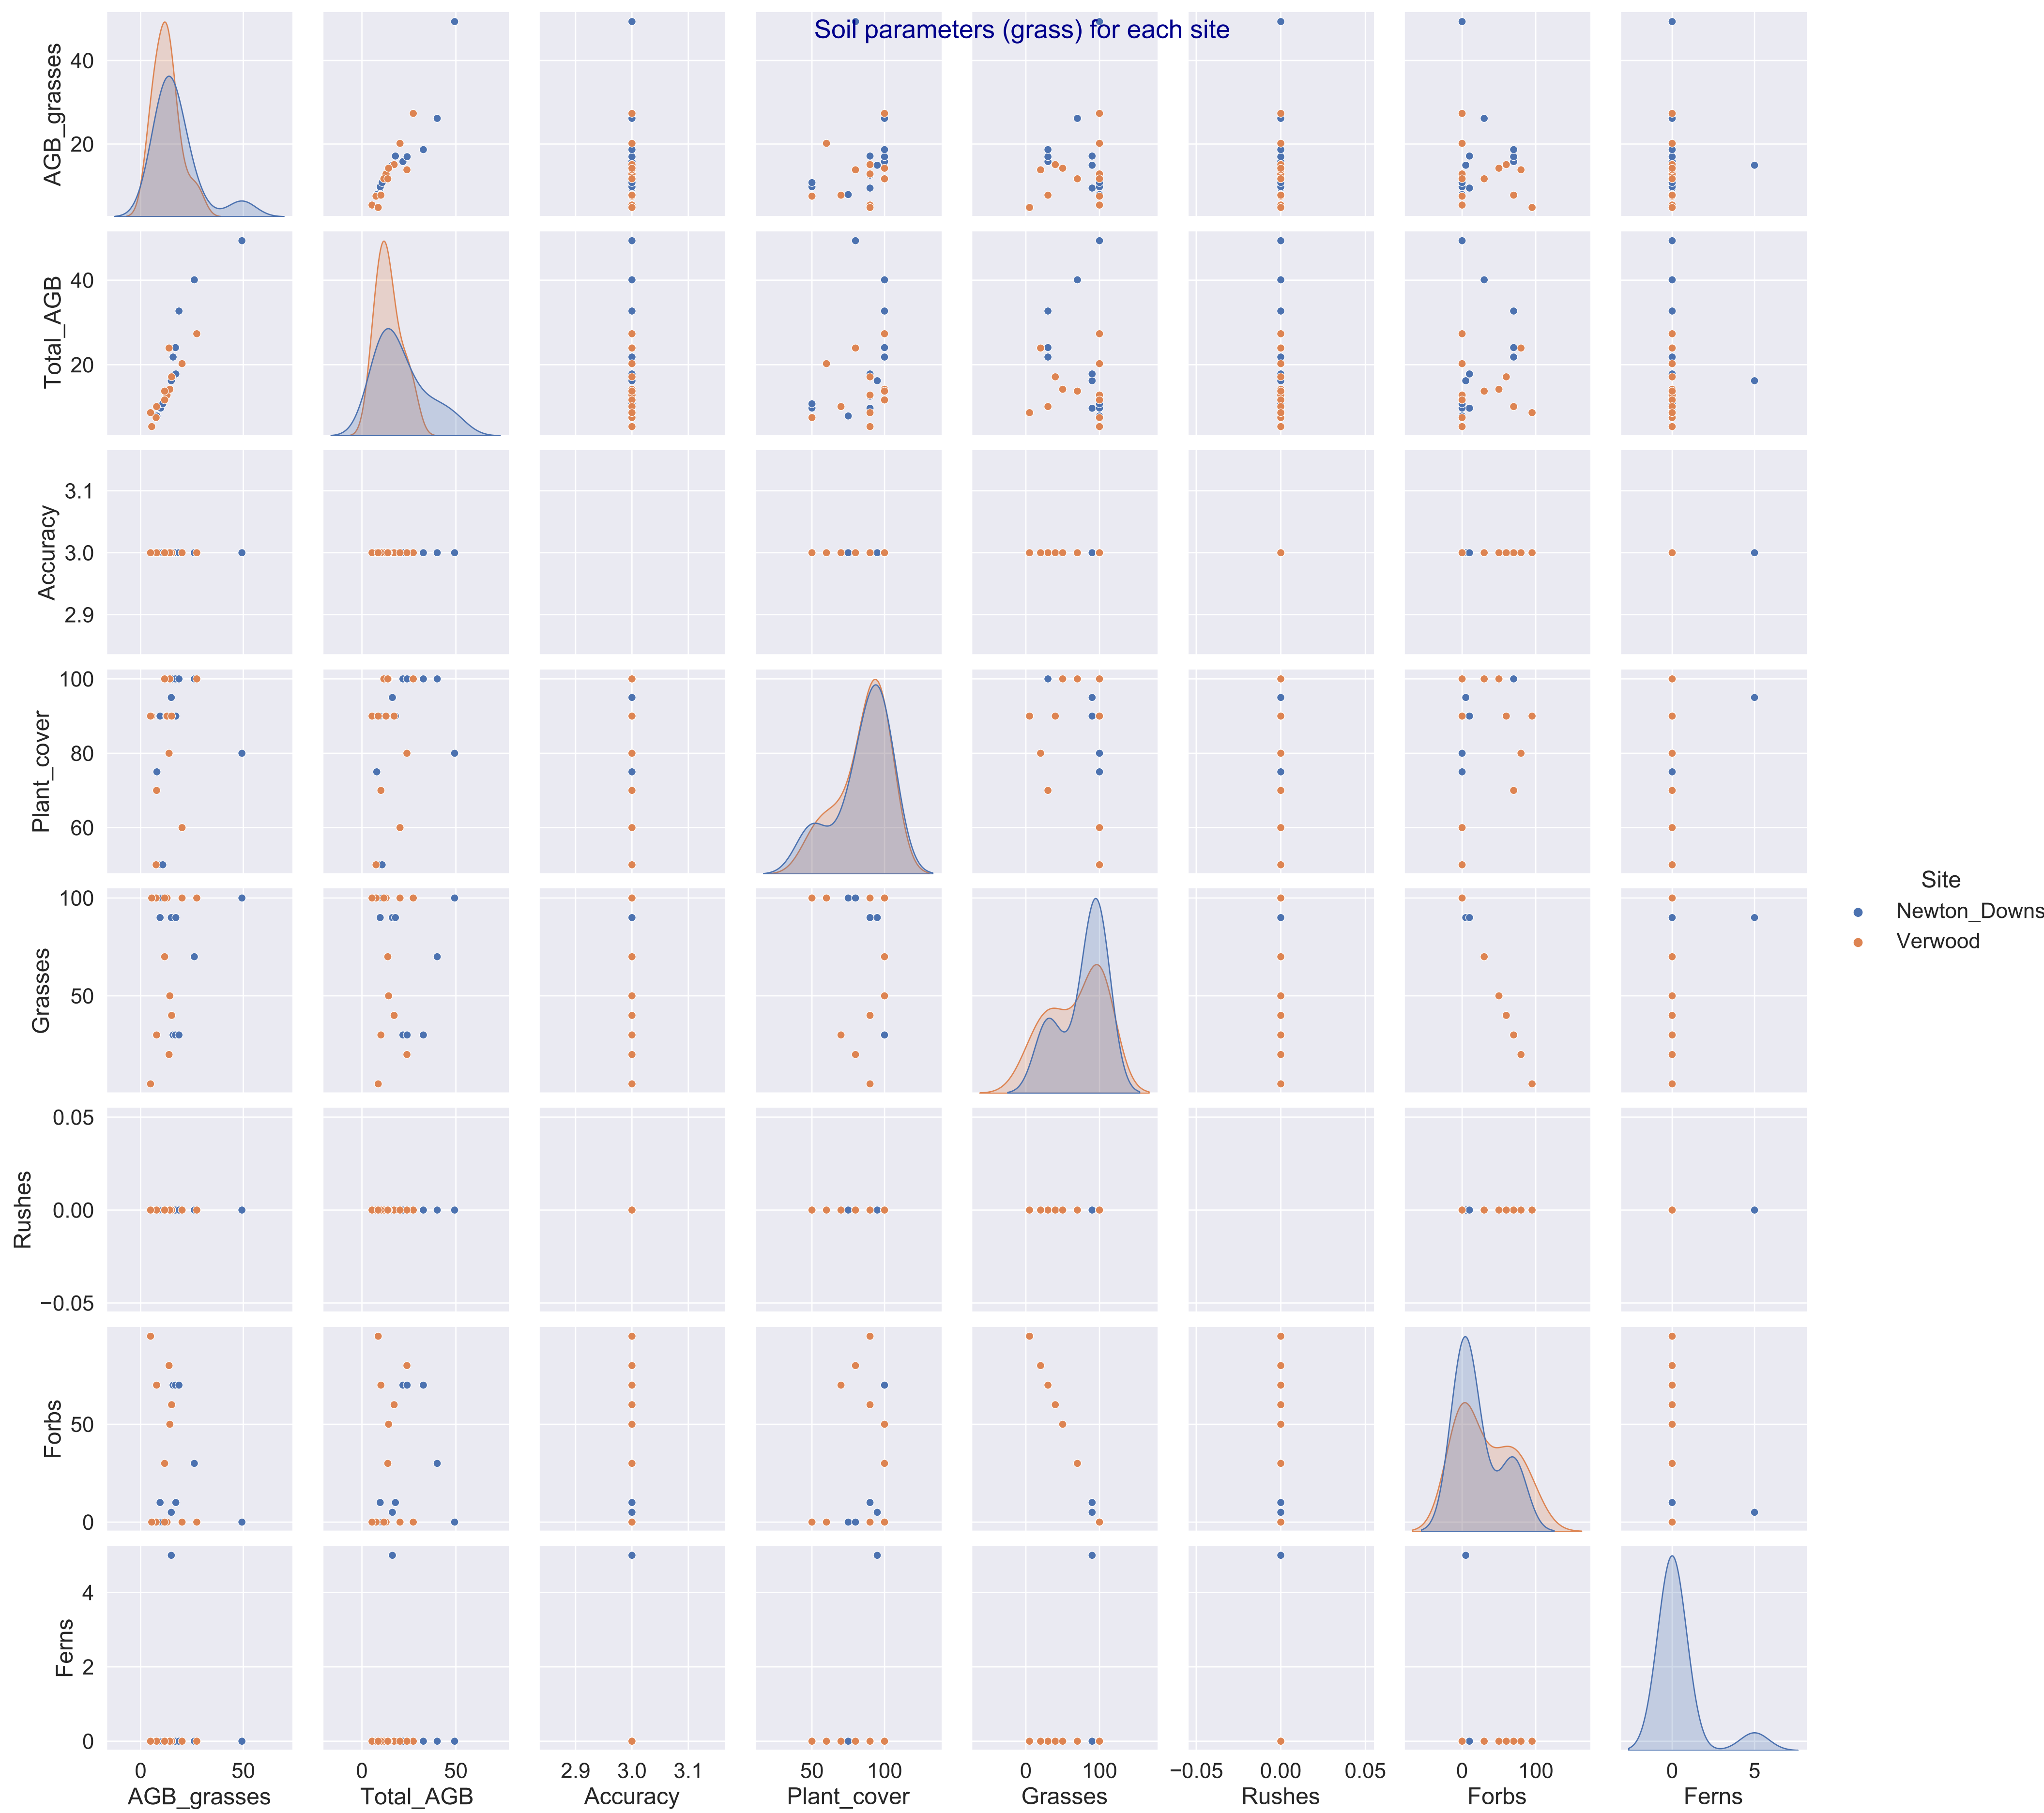 Soil parameters (grass) for each site
AGB_grasses
40
20
Total_AGB
40
20
Accuracy
3.1
3.0
2.9
Plant_cover
100
80
60
Grasses
100
50
Rushes
0.05
0.00
−0.05
Forbs
50
0
Ferns
4
2
0
0 50 0 50 2.9 3.0 3.1 50 100 0 100 −0.05 0.00 0.05 0 100 0 5
AGB_grasses Total_AGB Accuracy Plant_cover Grasses Rushes Forbs Ferns
Site
Newton_Downs
Verwood